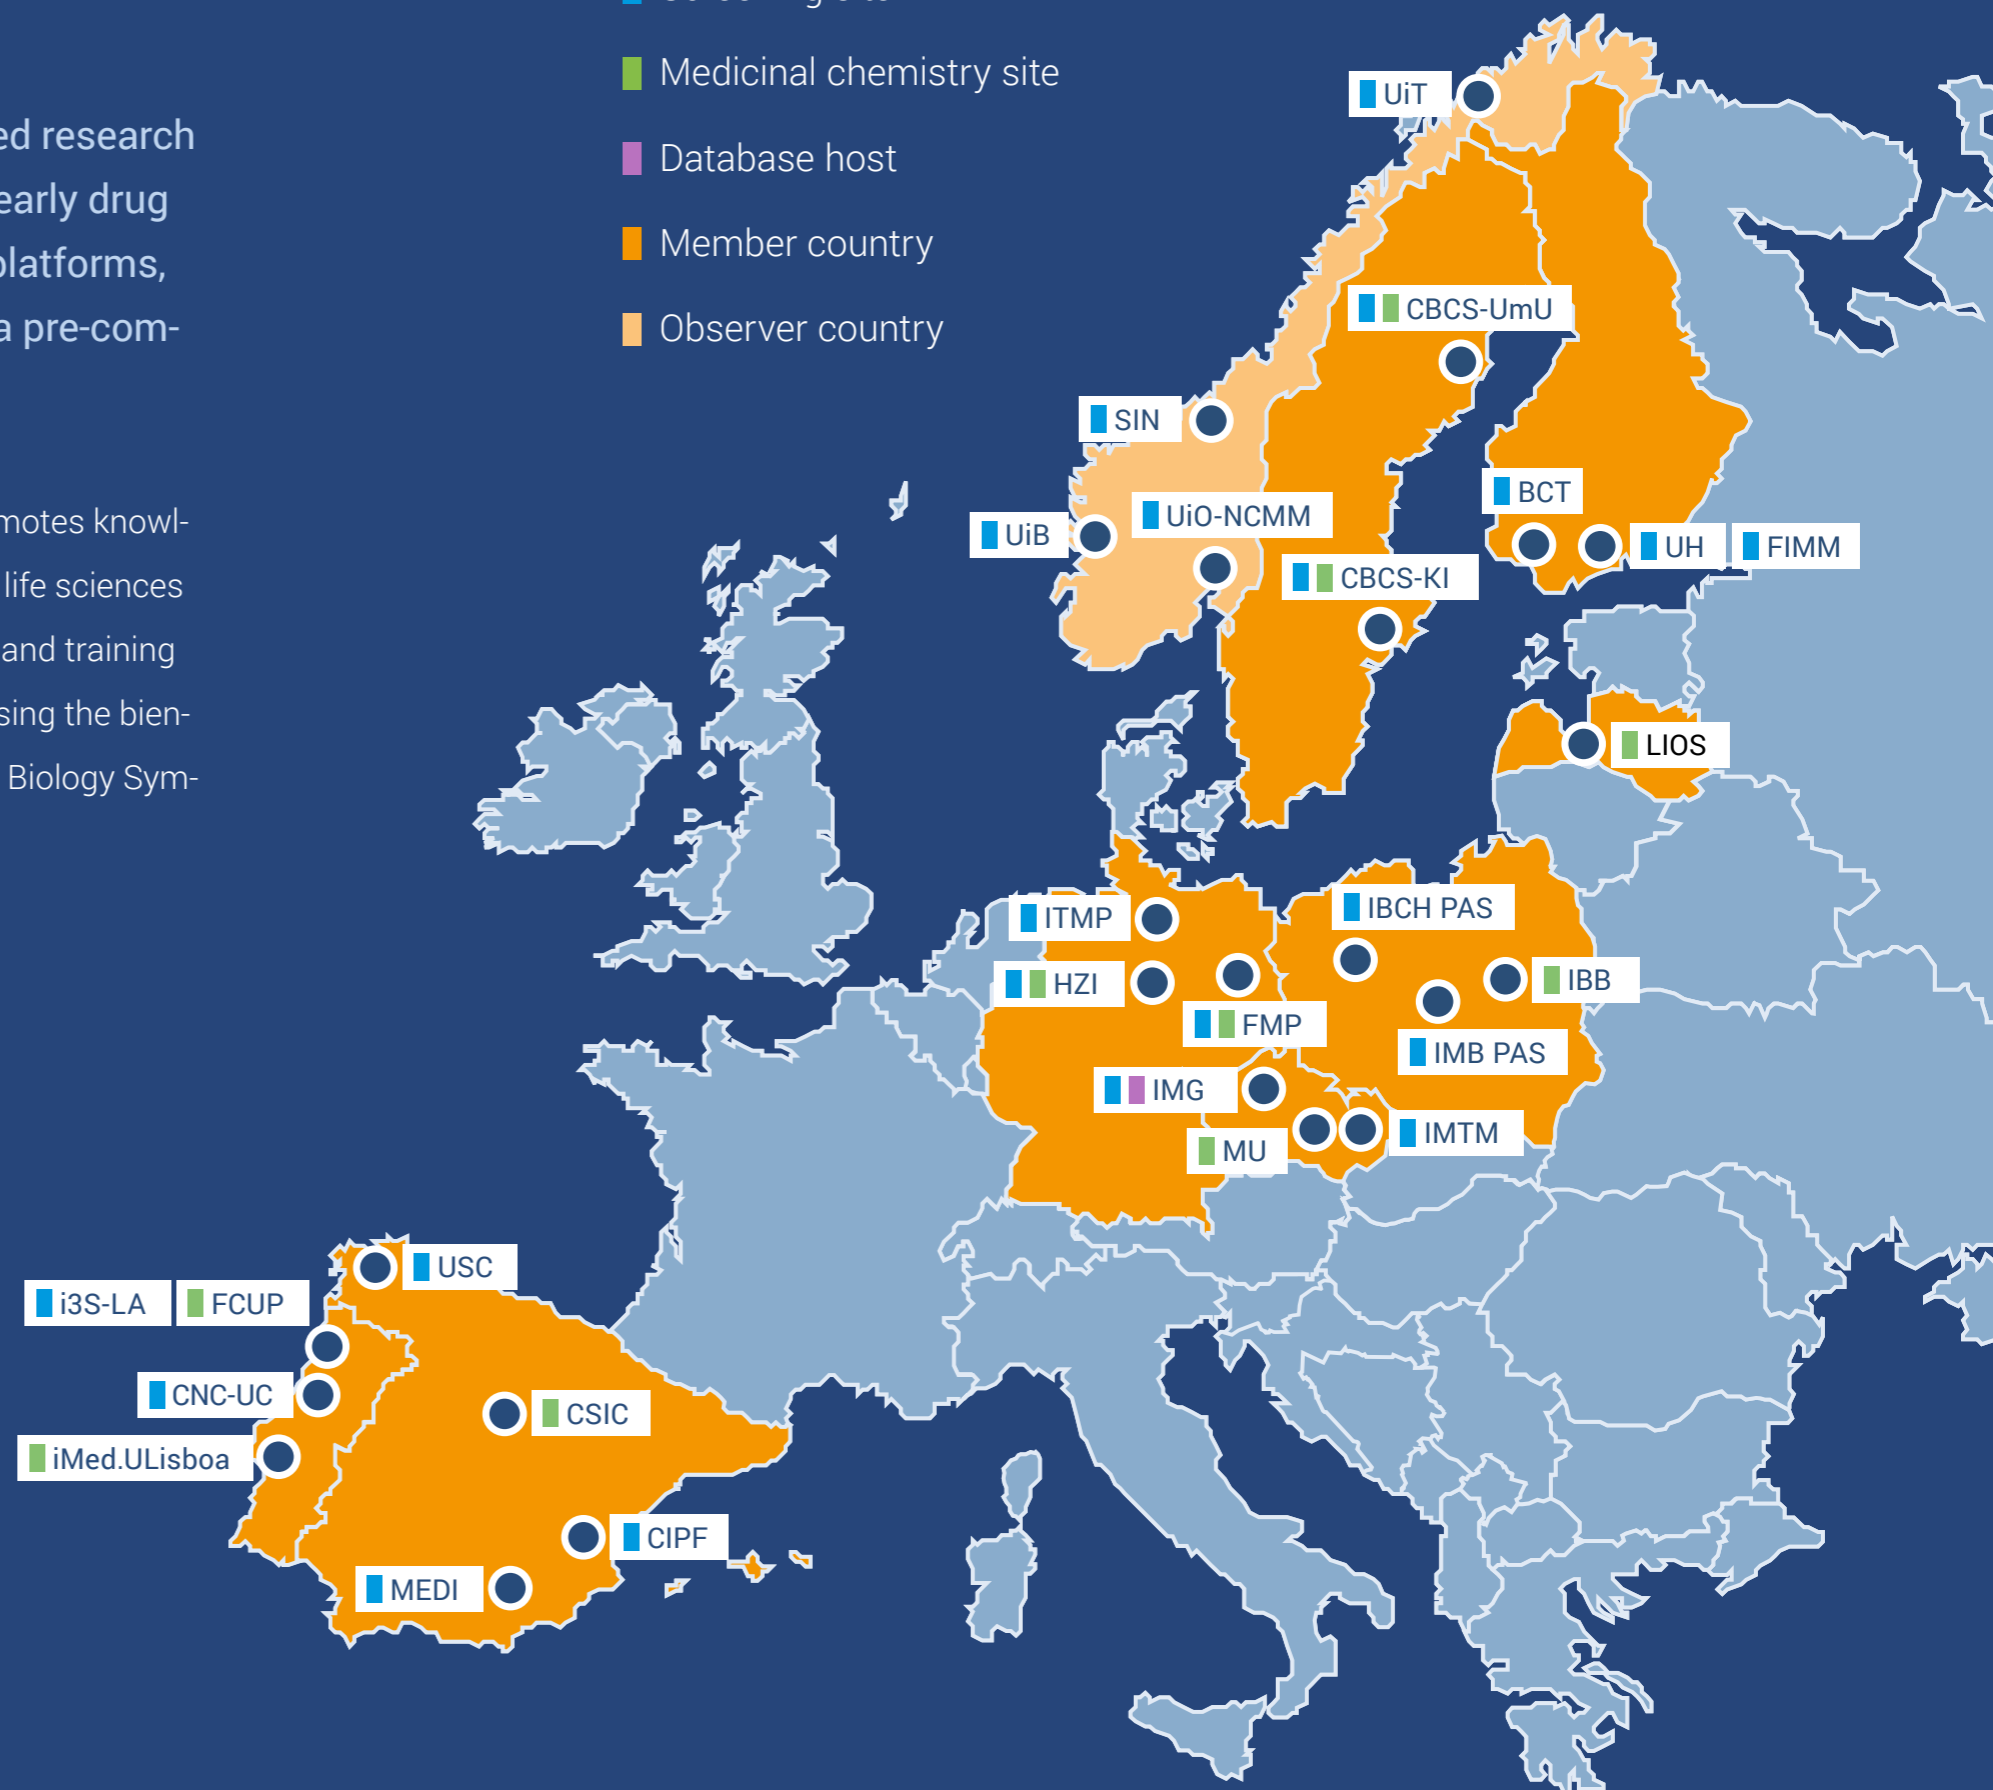 ed research
early drug
platforms,
a pre-com-
motes knowl-
life sciences
and training
sing the bien-
Biology Sym-
Medicinal chemistry site
Database host
Member country
Observer country
UiT
CBCS-UmU
SIN
BCT
UiO-NCMM
UiB
UH
FIMM
CBCS-KI
LIOS
IBCH PAS
ITMP
IBB
HZI
FMP
IMB PAS
IMG
IMTM
MU
USC
i3S-LA
FCUP
CNC-UC
CSIC
iMed.ULisboa
CIPF
MEDI